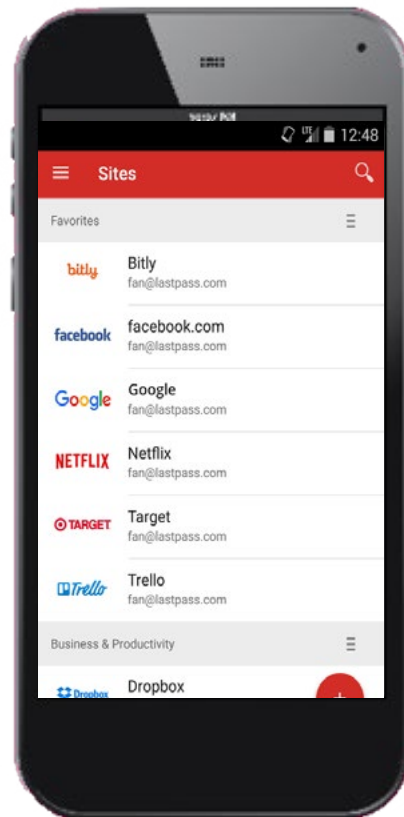 LTE 12:48
Sites
Favorites
bitly Bitly
fan@lastpass.com
facebook facebook.com
fan@lastpass.com
Google Google
fan@lastpass.com
NETFLIX Netflix
fan@lastpass.com
TARGET Target
fan@lastpass.com
Trello Trello
fan@lastpass.com
Business & Productivity
Dropbox Dropbox